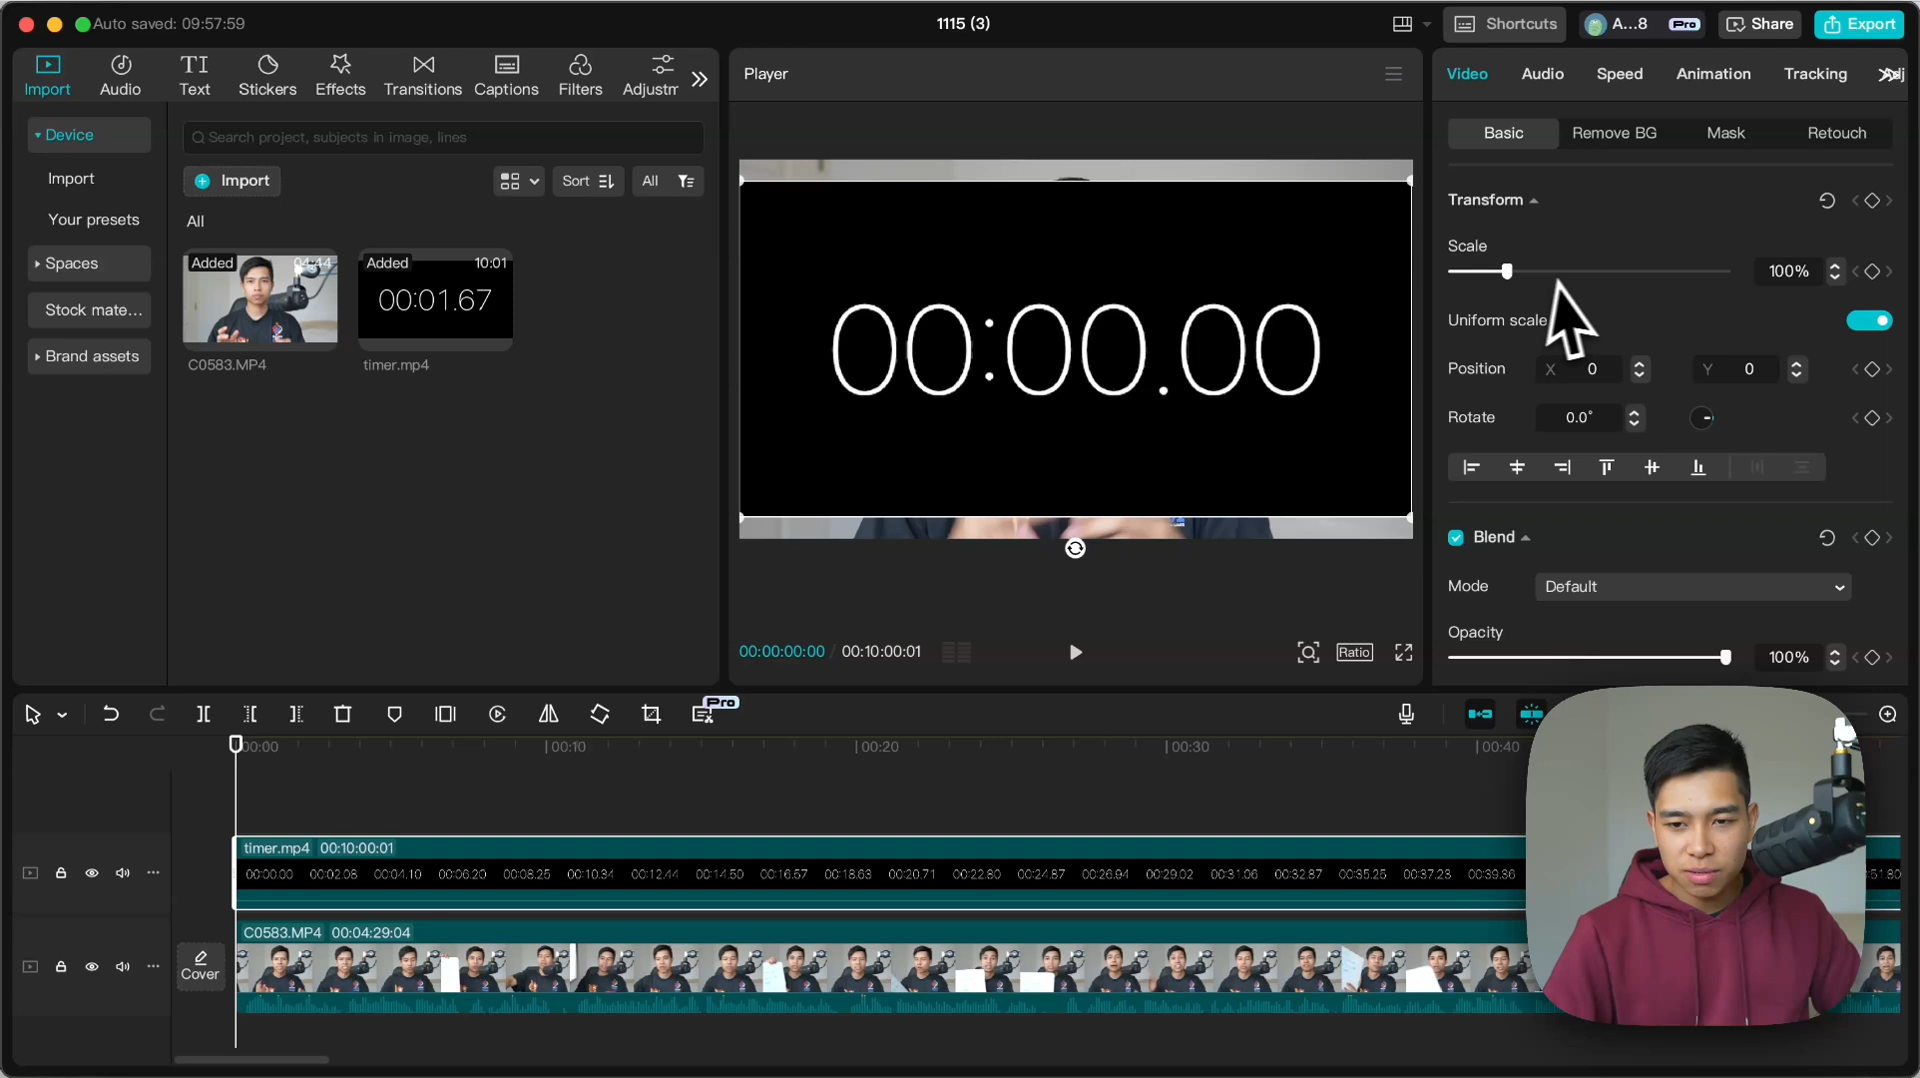 Auto saved: 09:57:59
1115 (3)
Shortcuts
A...8
Pro
Share
Export
Import
Audio
Text
Stickers
Effects
Transitions
Captions
Filters
Adjustm
Device
Import
Your presets
Spaces
Stock mate...
Brand assets
Search project, subjects in image, lines
Import
Sort
All
All
Added
04:44
C0583.MP4
Added
10:01
00:01.67
timer.mp4
Player
00:00.00
00:00:00:00 / 00:10:00:01
Ratio
Video
Audio
Speed
Animation
Tracking
Adj
Basic
Remove BG
Mask
Retouch
Transform
Scale
100%
Uniform scale
Position
X 0
Y 0
Rotate
0.0°
Blend
Mode
Default
Opacity
100%
Pro
00:00
00:10
00:20
00:30
00:40
timer.mp4 00:10:00:01
00:00.00 00:02.08 00:04.10 00:06.20 00:08.25 00:10.34 00:12.44 00:14.50 00:16.57 00:18.63 00:20.71 00:22.80 00:24.87 00:26.94 00:29.02 00:31.06 00:32.87 00:35.25 00:37.23 00:39.36
51.80
C0583.MP4 00:04:29:04
Cover